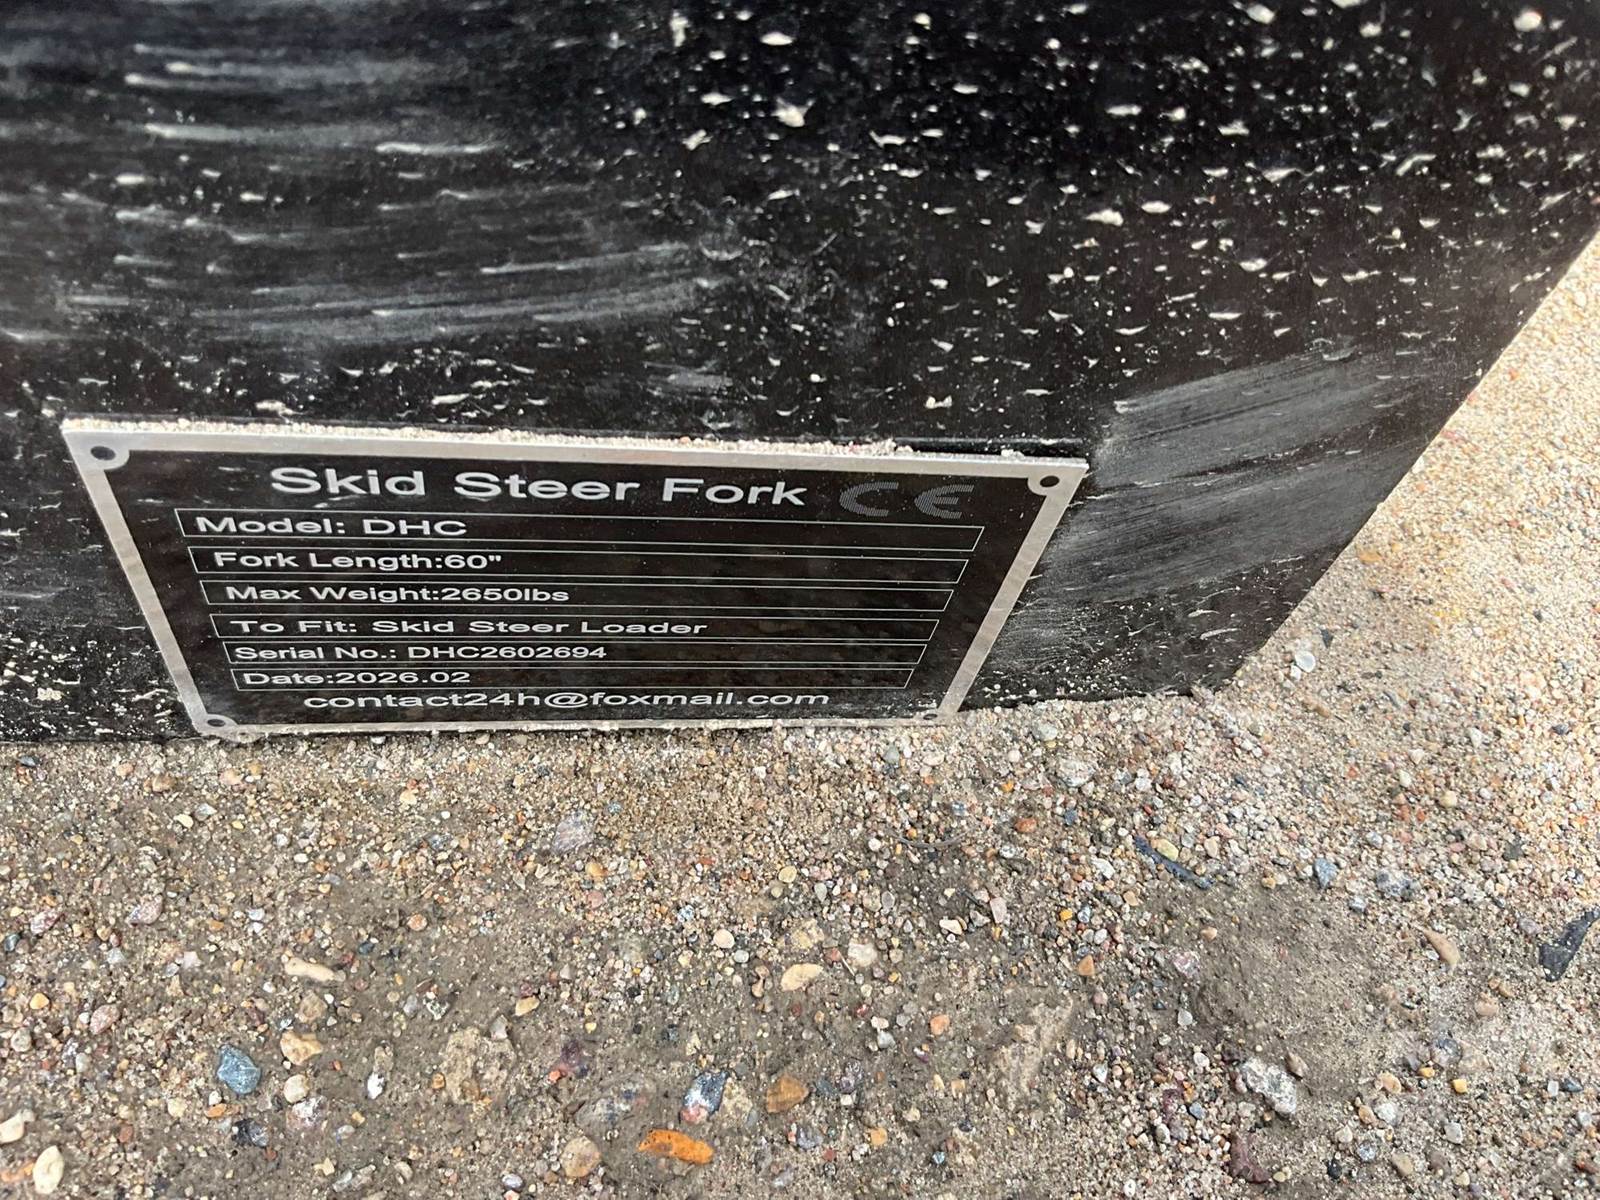 Skid Steer Fork CE
Model: DHC
Fork Length:60"
Max Weight:2650lbs
To Fit: Skid Steer Loader
Serial No.: DHC2602694
Date:2026.02
contact24h@foxmail.com